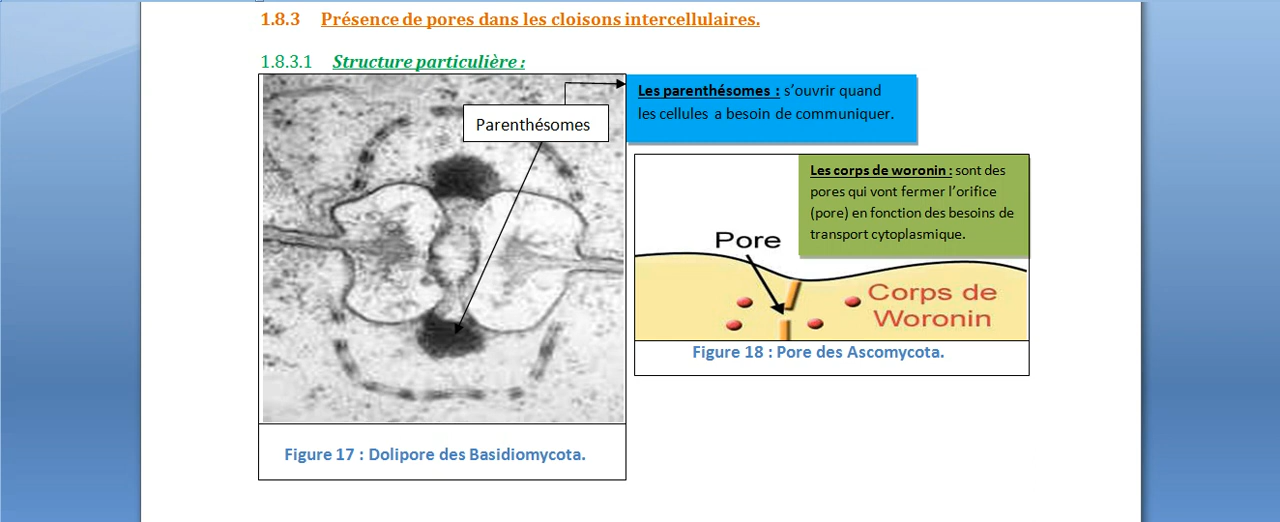 1.8.3 Présence de pores dans les cloisons intercellulaires.
1.8.3.1 Structure particulière :
Parenthésomes
Les parenthésomes : s’ouvrir quand
les cellules a besoin de communiquer.
Figure 17 : Dolipore des Basidiomycota.
Les corps de woronin : sont des
pores qui vont fermer l’orifice
(pore) en fonction des besoins de
transport cytoplasmique.
Pore
Corps de
Woronin
Figure 18 : Pore des Ascomycota.